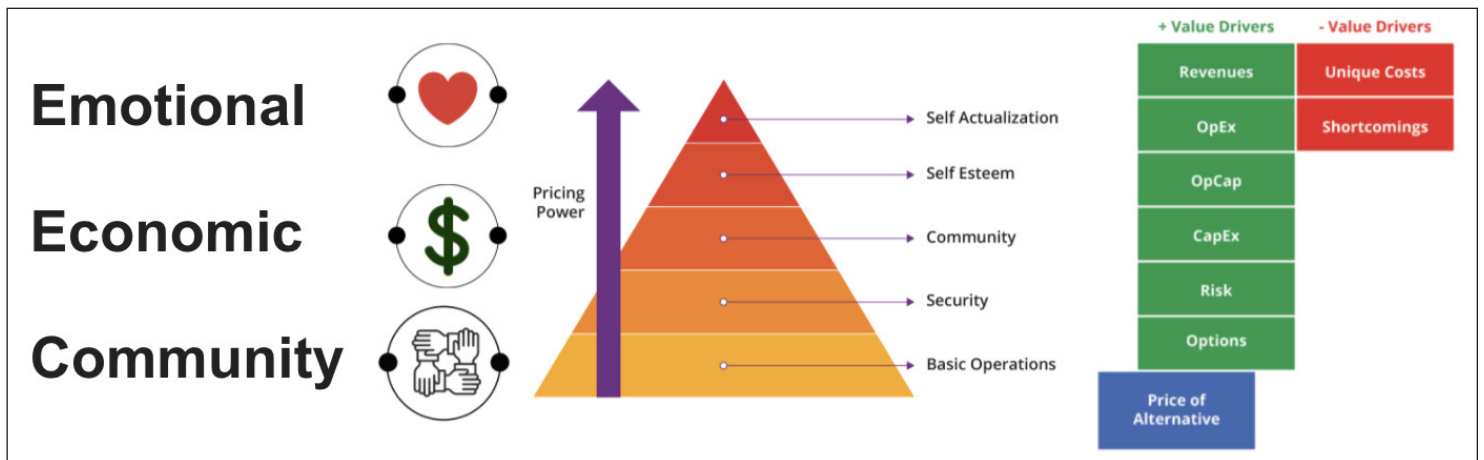 Emotional
Economic
Community
Pricing
Power
Self Actualization
Self Esteem
Community
Security
Basic Operations
+ Value Drivers
- Value Drivers
Revenues
Unique Costs
OpEx
Shortcomings
OpCap
CapEx
Risk
Options
Price of
Alternative